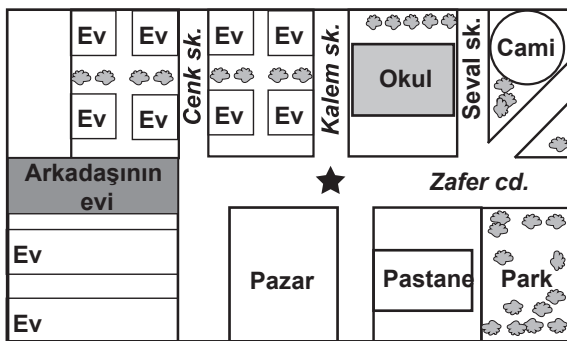 Ev Ev Cenk sk. Ev Ev Kalem sk. Okul Seval sk. Cami
Ev Ev Ev Ev
Arkadaşının
evi
Zafer cd.
Ev
Pazar Pastane Park
Ev